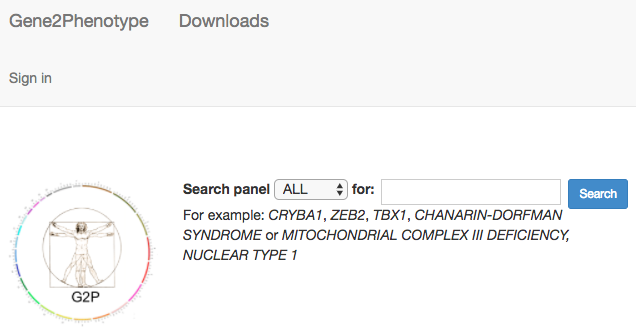 Gene2Phenotype Downloads
Sign in
Search panel ALL for: Search
For example: CRYBA1, ZEB2, TBX1, CHANARIN-DORFMAN
SYNDROME or MITOCHONDRIAL COMPLEX III DEFICIENCY,
NUCLEAR TYPE 1
G2P